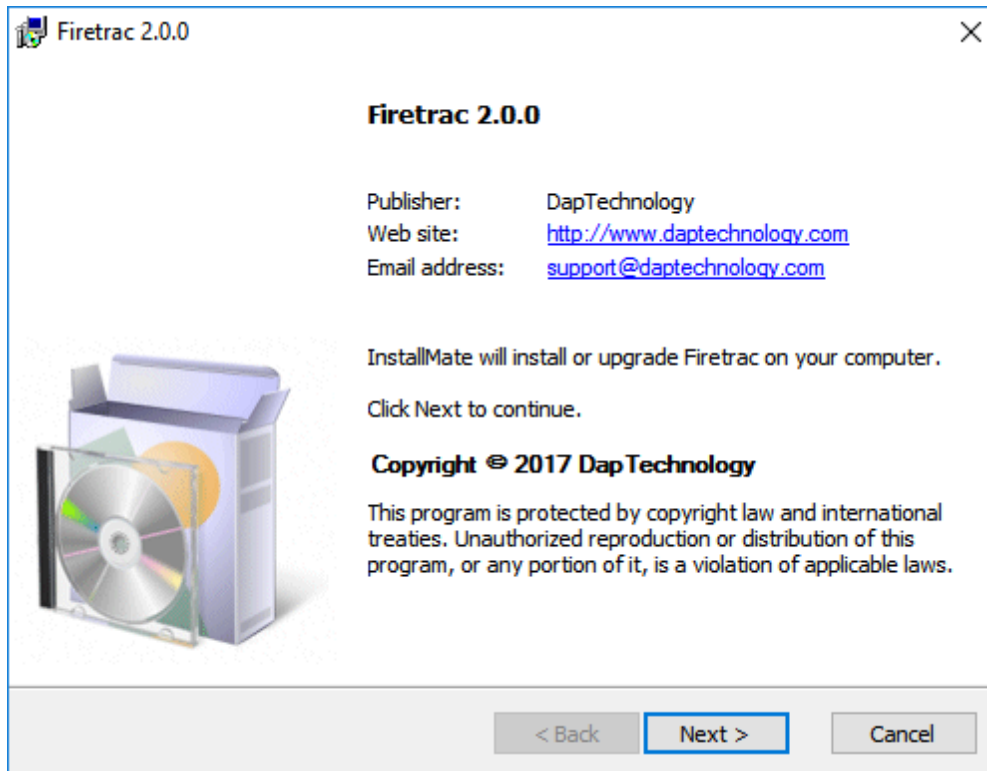 Firetrac 2.0.0
Firetrac 2.0.0
Publisher: DapTechnology
Web site: http://www.daptechnology.com
Email address: support@daptechnology.com
InstallMate will install or upgrade Firetrac on your computer.
Click Next to continue.
Copyright © 2017 DapTechnology
This program is protected by copyright law and international
treaties. Unauthorized reproduction or distribution of this
program, or any portion of it, is a violation of applicable laws.
< Back Next > Cancel